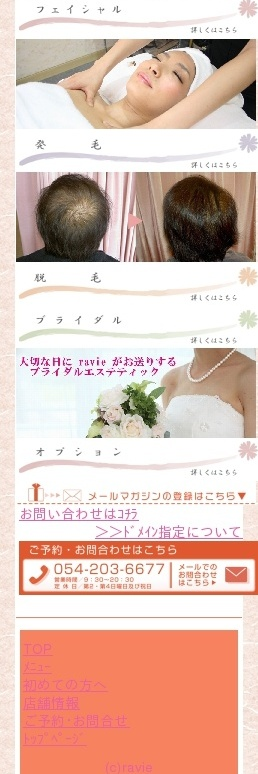 フェイシャル
詳しくはこちら
発毛
詳しくはこちら
脱毛
詳しくはこちら
ブライダル
詳しくはこちら
大切な日に ravie がお送りする
ブライダルエステティック
オプション
詳しくはこちら
メールマガジンの登録はこちら▼
お問い合わせはｺﾁﾗ
＞＞ﾄﾞﾒｲﾝ指定について
ご予約・お問合わせはこちら
054-203-6677
営業時間／9：30～20：30
定 休 日／第2・第4日曜日及び祝日
メールでの
お問合わせ
はこちら▶
TOP
ﾒﾆｭｰ
初めての方へ
店舗情報
ご予約･お問合せ
ﾄｯﾌﾟﾍﾟｰｼﾞ
(c)ravie